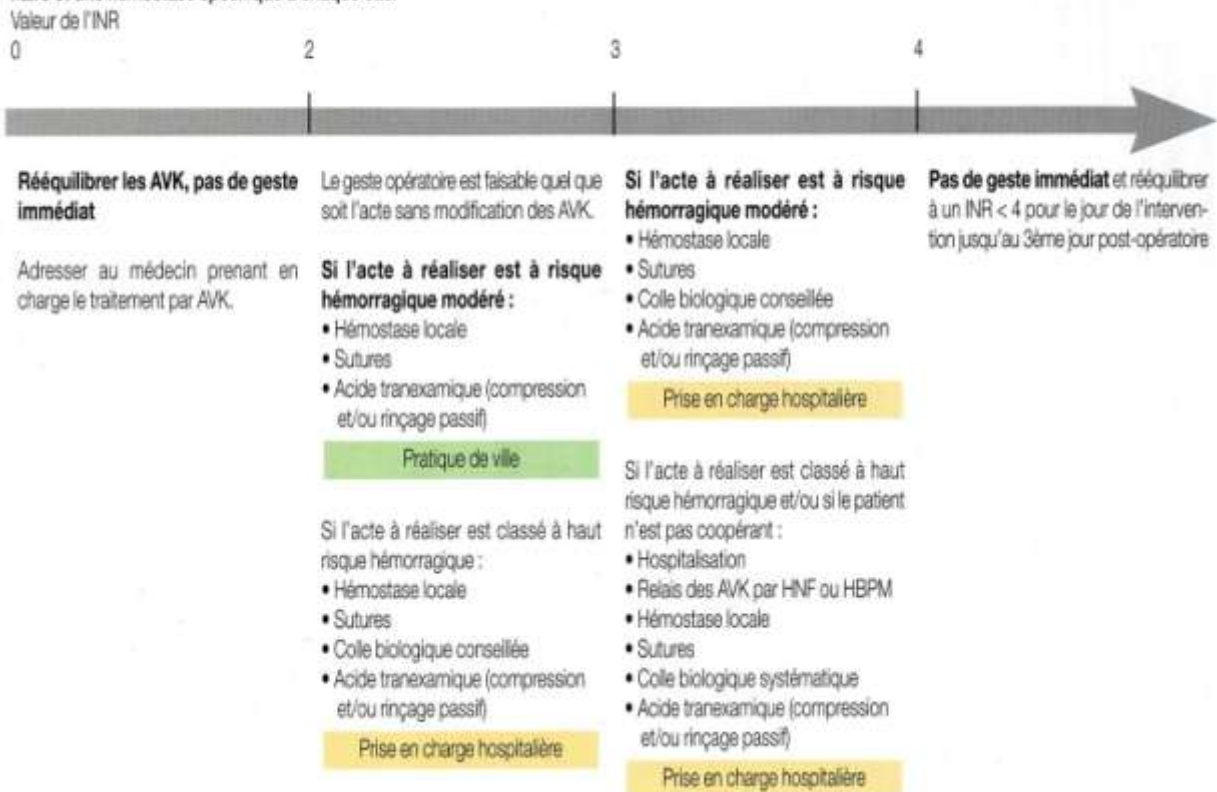 Valeur de l'INR
0 2 3 4
Rééquilibrer les AVK, pas de geste
immédiat
Adresser au médecin prenant en
charge le traitement par AVK.
Le geste opératoire est faisable quel que
soit l'acte sans modification des AVK.
Si l'acte à réaliser est à risque
hémorragique modéré :
• Hémostase locale
• Sutures
• Acide tranexamique (compression
et/ou rinçage passif)
Pratique de ville
Si l'acte à réaliser est classé à haut
risque hémorragique :
• Hémostase locale
• Sutures
• Colle biologique conseillée
• Acide tranexamique (compression
et/ou rinçage passif)
Prise en charge hospitalière
Si l'acte à réaliser est à risque
hémorragique modéré :
• Hémostase locale
• Sutures
• Colle biologique conseillée
• Acide tranexamique (compression
et/ou rinçage passif)
Prise en charge hospitalière
Si l'acte à réaliser est classé à haut
risque hémorragique et/ou si le patient
n'est pas coopérant :
• Hospitalisation
• Relais des AVK par HNF ou HBPM
• Hémostase locale
• Sutures
• Colle biologique systématique
• Acide tranexamique (compression
et/ou rinçage passif)
Prise en charge hospitalière
Pas de geste immédiat et rééquilibrer
à un INR < 4 pour le jour de l'interven-
tion jusqu'au 3ème jour post-opératoire